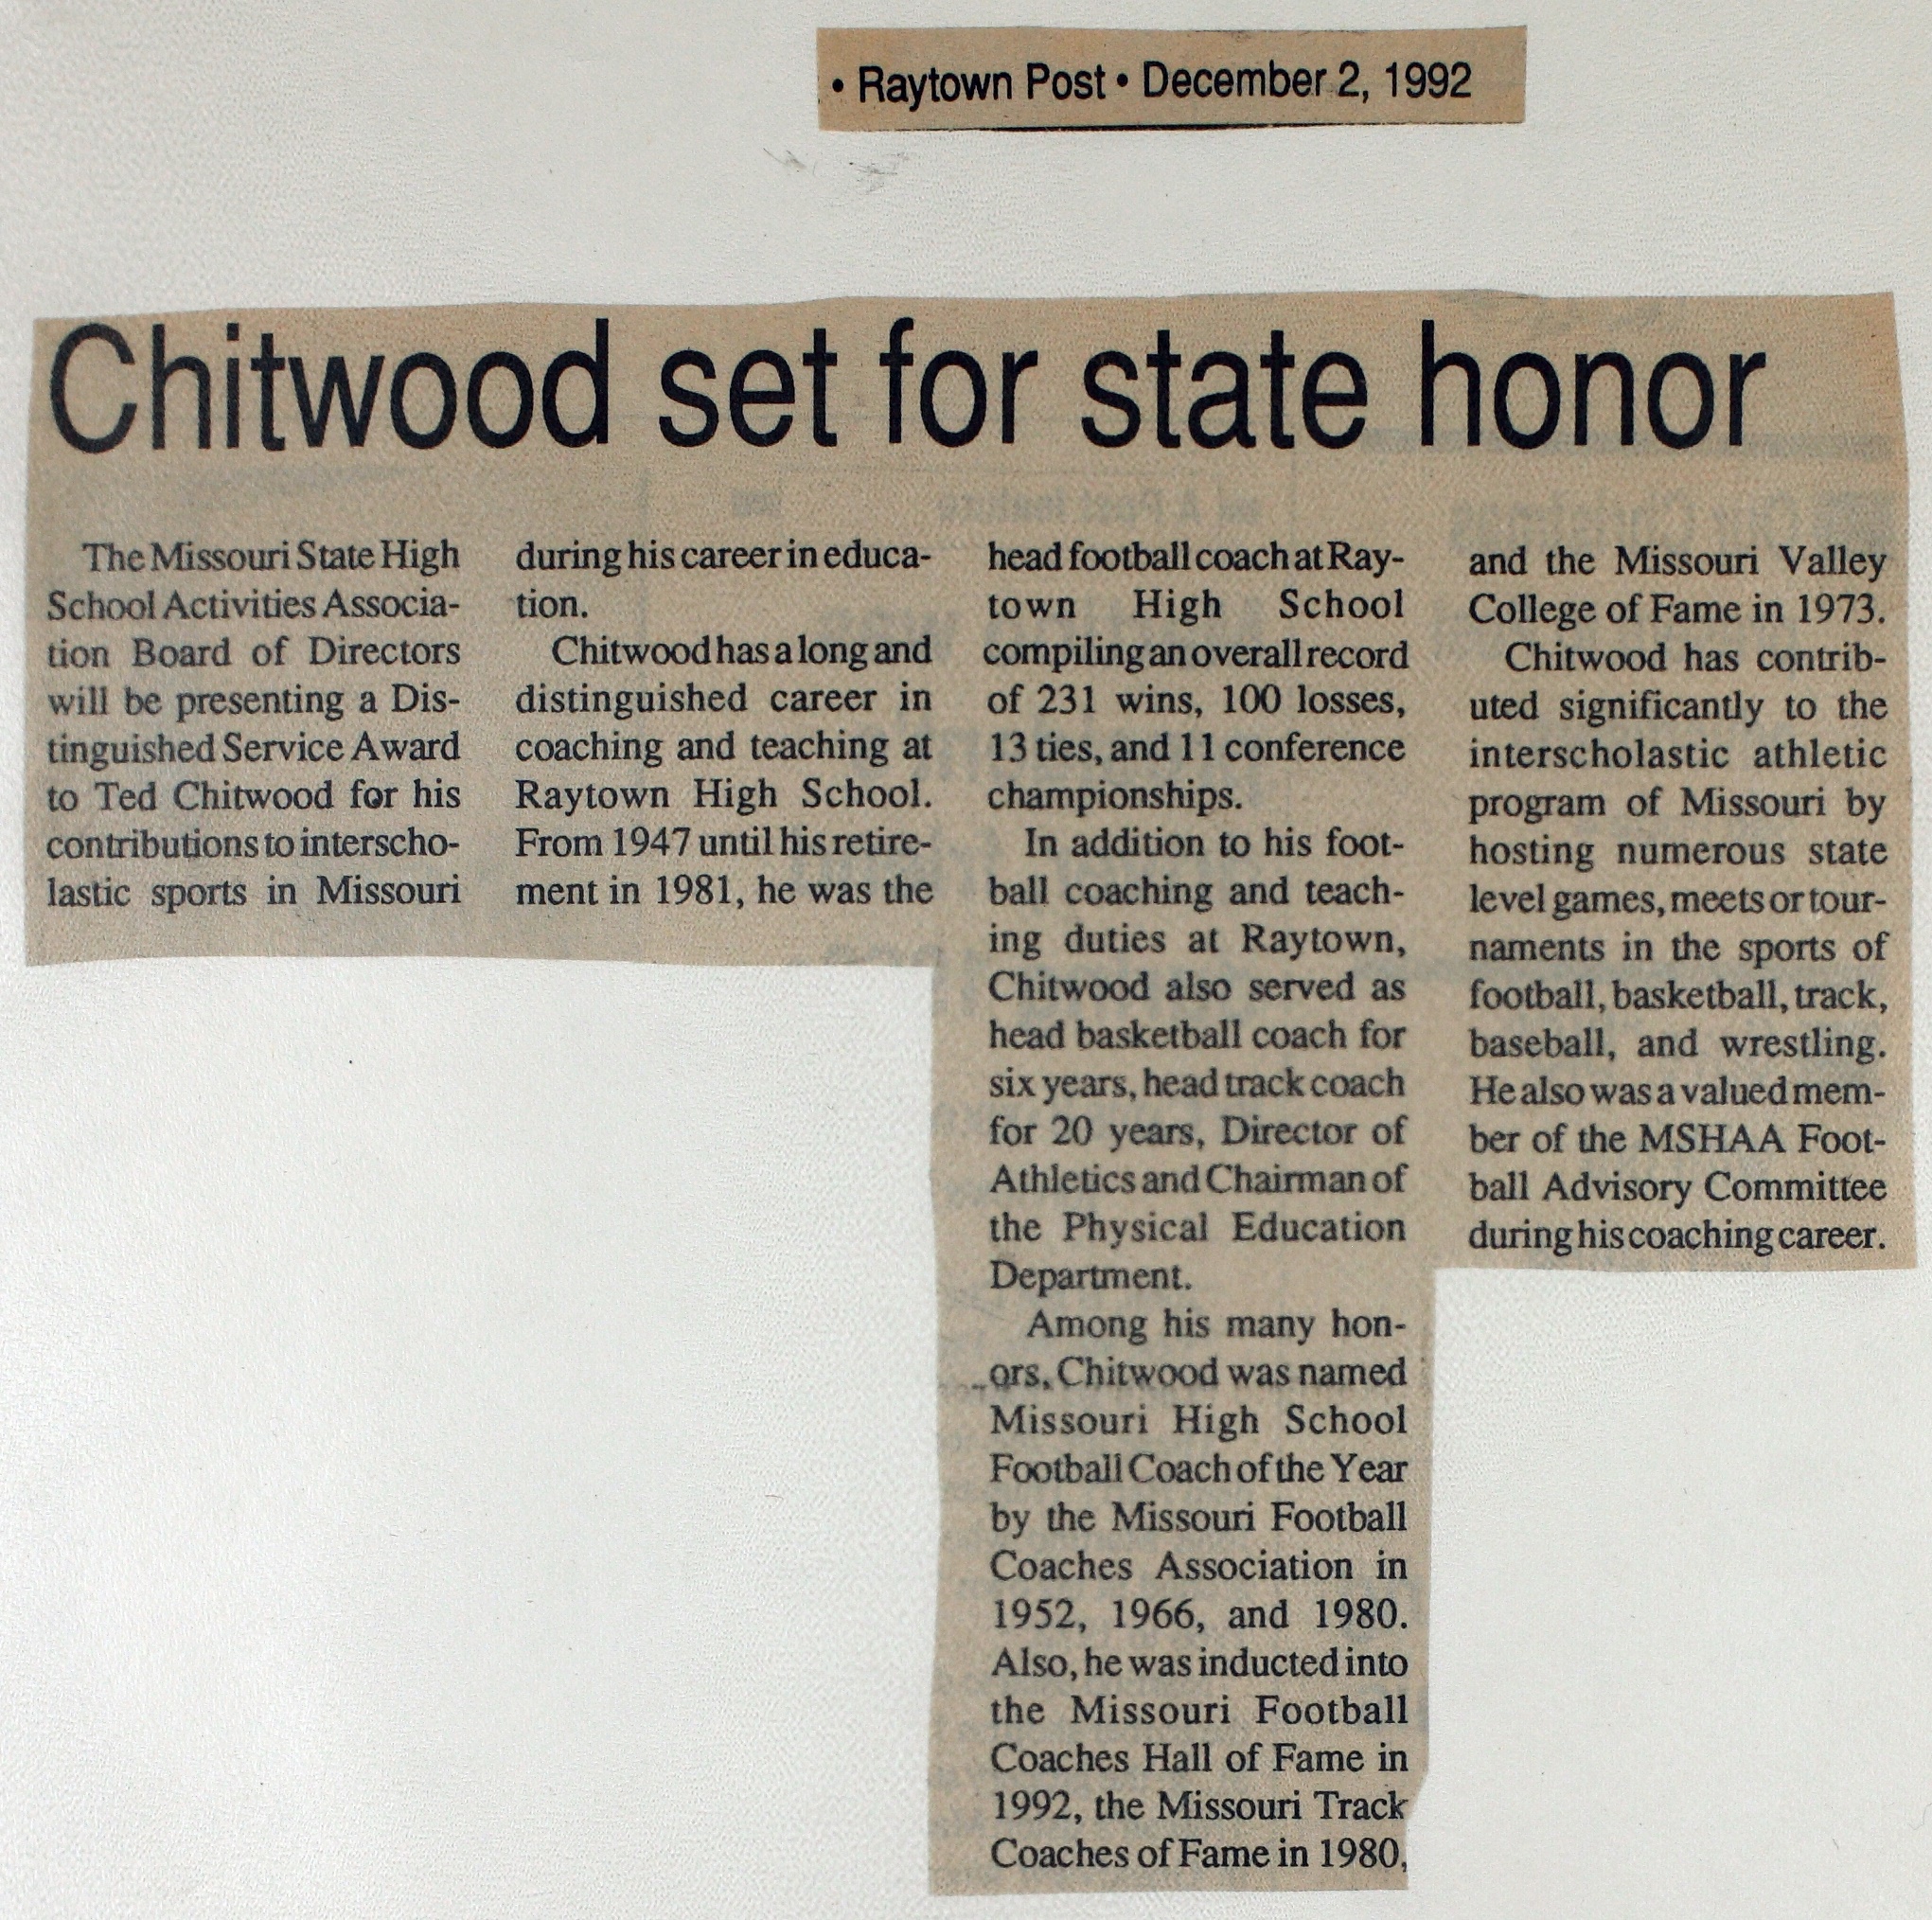 • Raytown Post • December 2, 1992
Chitwood set for state honor
The Missouri State High
School Activities Associa-
tion Board of Directors
will be presenting a Dis-
tinguished Service Award
to Ted Chitwood for his
contributions to interscho-
lastic sports in Missouri
during his career in educa-
tion.
Chitwood has a long and
distinguished career in
coaching and teaching at
Raytown High School.
From 1947 until his retire-
ment in 1981, he was the
head football coach at Ray-
town High School
compiling an overall record
of 231 wins, 100 losses,
13 ties, and 11 conference
championships.
In addition to his foot-
ball coaching and teach-
ing duties at Raytown,
Chitwood also served as
head basketball coach for
six years, head track coach
for 20 years, Director of
Athletics and Chairman of
the Physical Education
Department.
Among his many hon-
ors, Chitwood was named
Missouri High School
Football Coach of the Year
by the Missouri Football
Coaches Association in
1952, 1966, and 1980.
Also, he was inducted into
the Missouri Football
Coaches Hall of Fame in
1992, the Missouri Track
Coaches of Fame in 1980,
and the Missouri Valley
College of Fame in 1973.
Chitwood has contrib-
uted significantly to the
interscholastic athletic
program of Missouri by
hosting numerous state
level games, meets or tour-
naments in the sports of
football, basketball, track,
baseball, and wrestling.
He also was a valued mem-
ber of the MSHAA Foot-
ball Advisory Committee
during his coaching career.